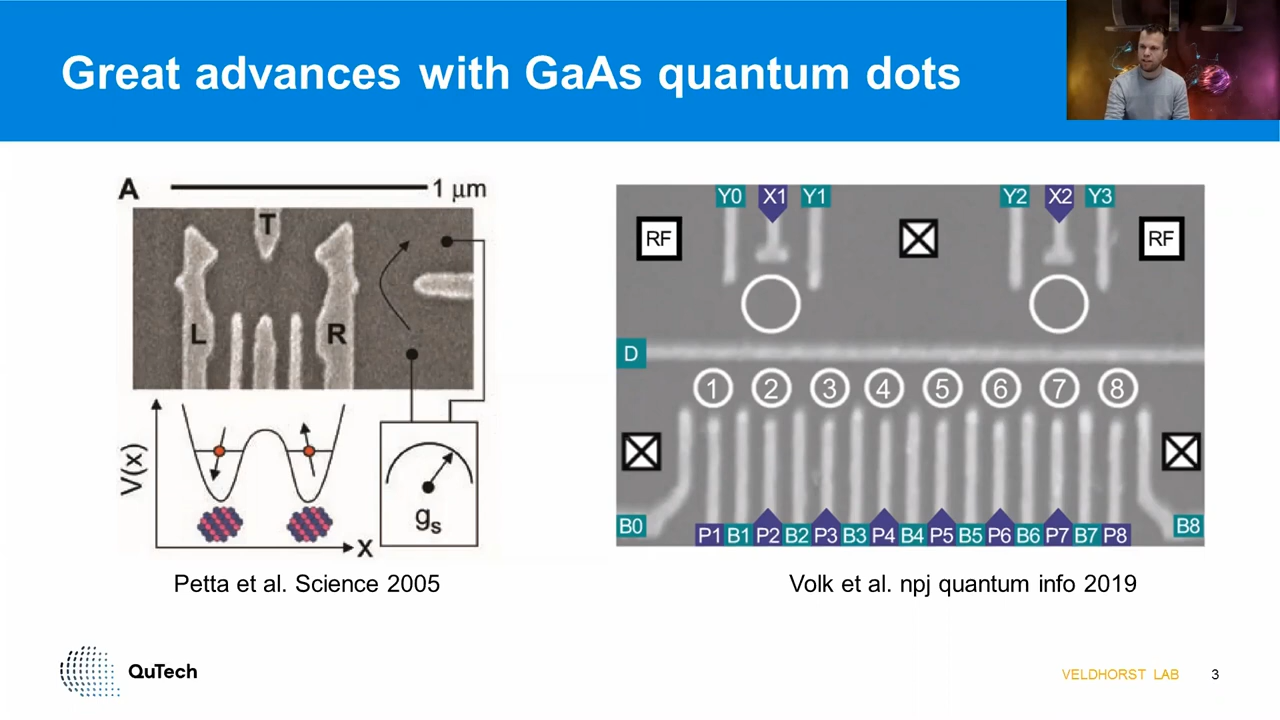 Great advances with GaAs quantum dots
A
1 μm
T
L
R
V(x)
X
gs
Petta et al. Science 2005
Y0 X1 Y1
Y2 X2 Y3
RF
RF
D
1 2 3 4 5 6 7 8
B0
P1 B1 P2 B2 P3 B3 P4 B4 P5 B5 P6 B6 P7 B7 P8
B8
Volk et al. npj quantum info 2019
QuTech
VELDHORST LAB
3